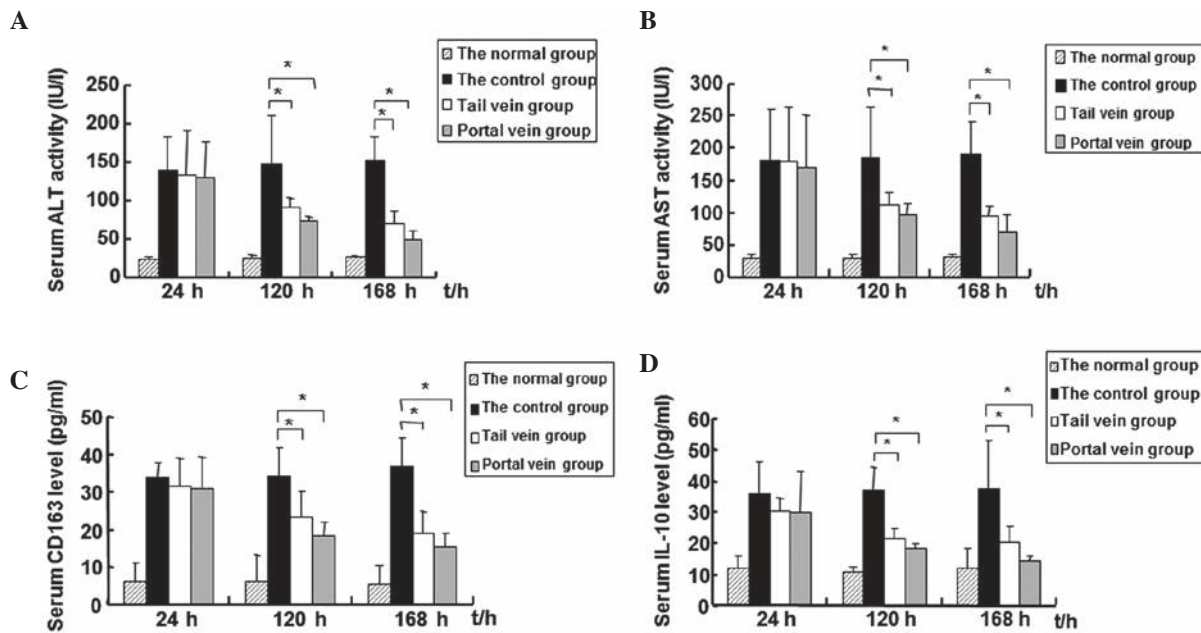 A
The normal group
The control group
Tail vein group
Portal vein group
Serum ALT activity (IU/l)
250
200
150
100
50
0
*
*
*
*
24 h
120 h
168 h
t/h
B
The normal group
The control group
Tail vein group
Portal vein group
Serum AST activity (IU/l)
300
250
200
150
100
50
0
*
*
*
*
24 h
120 h
168 h
t/h
C
The normal group
The control group
Tail vein group
Portal vein group
Serum CD163 level (pg/ml)
50
40
30
20
10
0
*
*
*
*
24 h
120 h
168 h
t/h
D
The normal group
The control group
Tail vein group
Portal vein group
Serum IL-10 level (pg/ml)
60
50
40
30
20
10
0
*
*
*
*
24 h
120 h
168 h
t/h